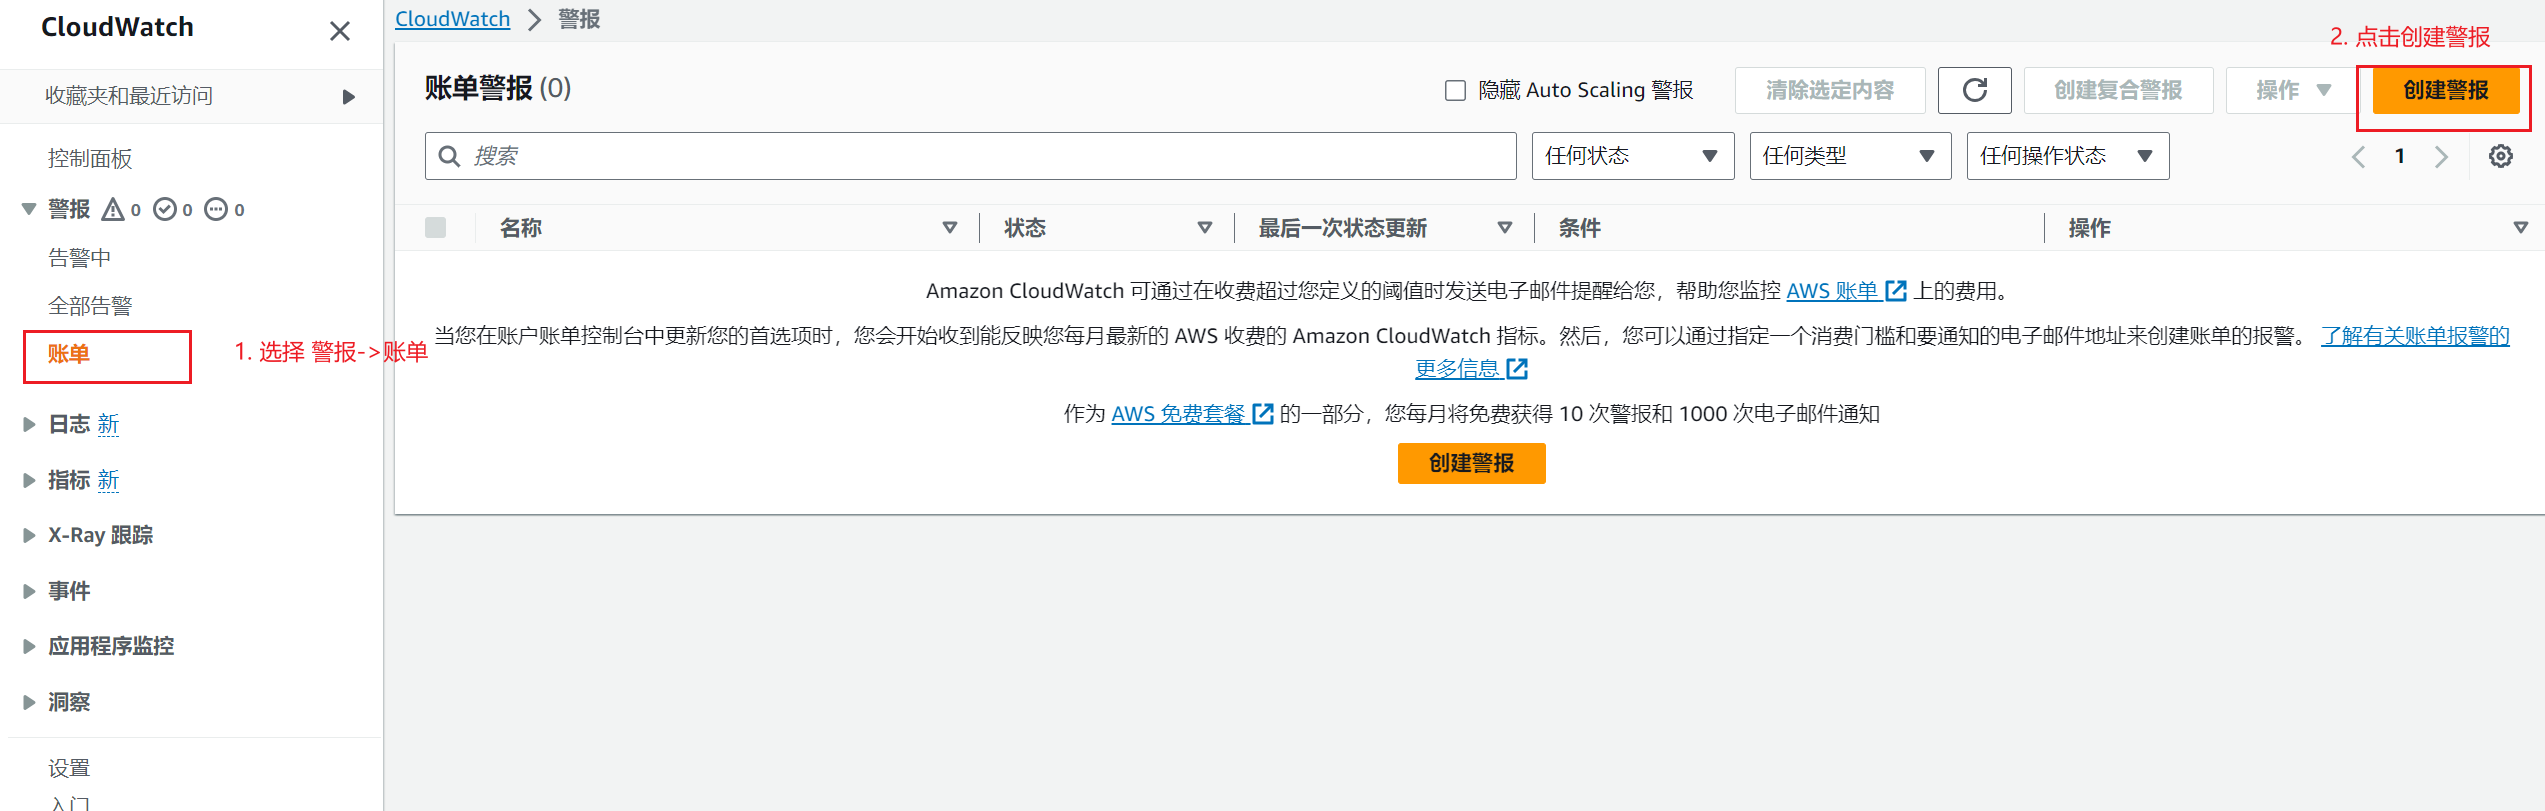 CloudWatch
收藏夹和最近访问
控制面板
警报 0 0 0
告警中
全部告警
账单
1. 选择 警报->账单
日志 新
指标 新
X-Ray 跟踪
事件
应用程序监控
洞察
设置
入门
CloudWatch > 警报
2. 点击创建警报
账单警报 (0)
隐藏 Auto Scaling 警报
清除选定内容
创建复合警报
操作
创建警报
搜索
任何状态
任何类型
任何操作状态
1
名称 状态 最后一次状态更新 条件 操作
Amazon CloudWatch 可通过在收费超过您定义的阈值时发送电子邮件提醒给您，帮助您监控 AWS 账单 上的费用。
当您在账户账单控制台中更新您的首选项时，您会开始收到能反映您每月最新的 AWS 收费的 Amazon CloudWatch 指标。然后，您可以通过指定一个消费门槛和要通知的电子邮件地址来创建账单的报警。 了解有关账单报警的
更多信息
作为 AWS 免费套餐 的一部分，您每月将免费获得 10 次警报和 1000 次电子邮件通知
创建警报